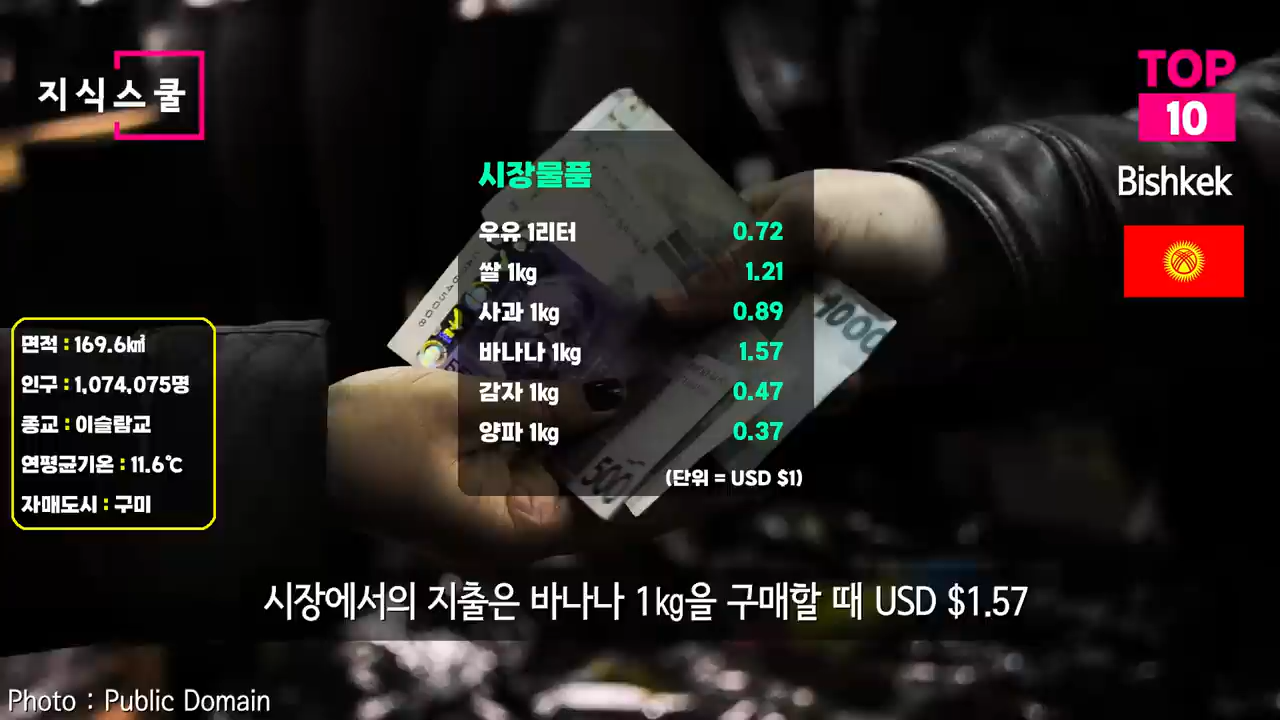 지식스쿨
TOP
10
Bishkek
시장물품
우유 1리터 0.72
쌀 1kg 1.21
사과 1kg 0.89
바나나 1kg 1.57
감자 1kg 0.47
양파 1kg 0.37
(단위 = USD $1)
면적 : 169.6㎢
인구 : 1,074,075명
종교 : 이슬람교
연평균기온 : 11.6℃
자매도시 : 구미
1000
500
시장에서의 지출은 바나나 1kg을 구매할 때 USD $1.57
Photo : Public Domain